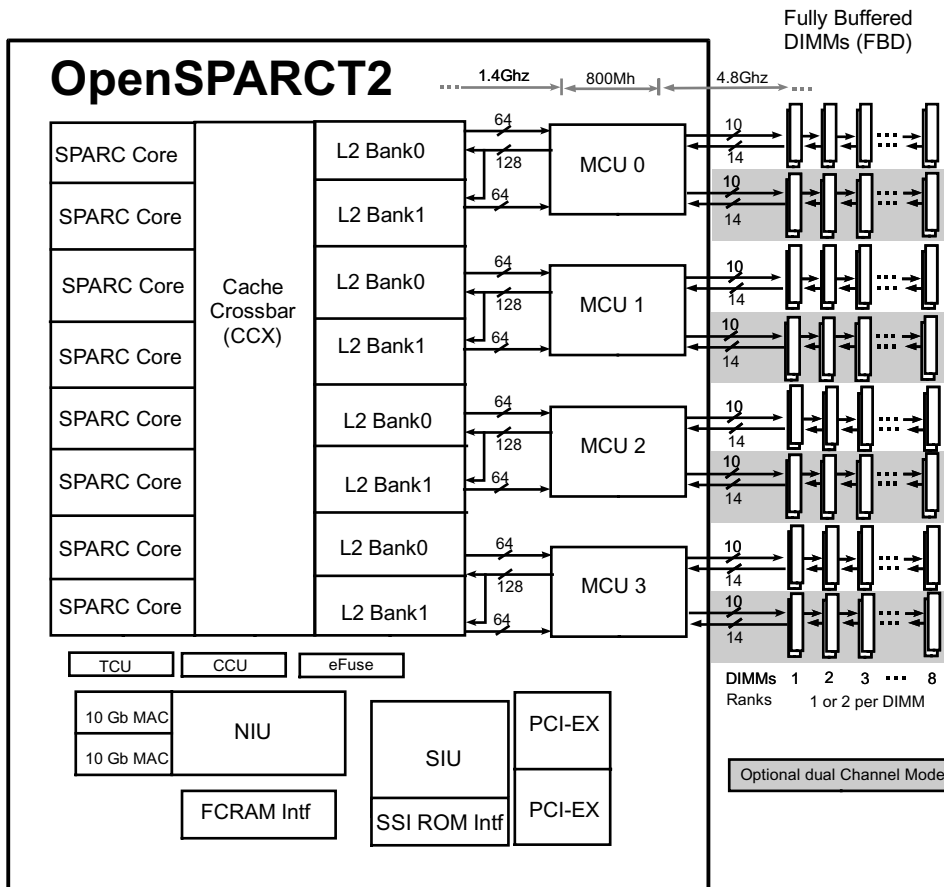 Fully Buffered
DIMMs (FBD)
OpenSPARCT2
1.4Ghz
800Mh
4.8Ghz
SPARC Core
SPARC Core
SPARC Core
SPARC Core
SPARC Core
SPARC Core
SPARC Core
SPARC Core
Cache
Crossbar
(CCX)
L2 Bank0
L2 Bank1
L2 Bank0
L2 Bank1
L2 Bank0
L2 Bank1
L2 Bank0
L2 Bank1
64
128
64
64
128
64
64
128
64
64
128
64
MCU 0
MCU 1
MCU 2
MCU 3
10
14
10
14
10
14
10
14
10
14
10
14
10
14
10
14
DIMMs 1 2 3 8
Ranks 1 or 2 per DIMM
TCU
CCU
eFuse
10 Gb MAC
10 Gb MAC
NIU
FCRAM Intf
SIU
SSI ROM Intf
PCI-EX
PCI-EX
Optional dual Channel Mode